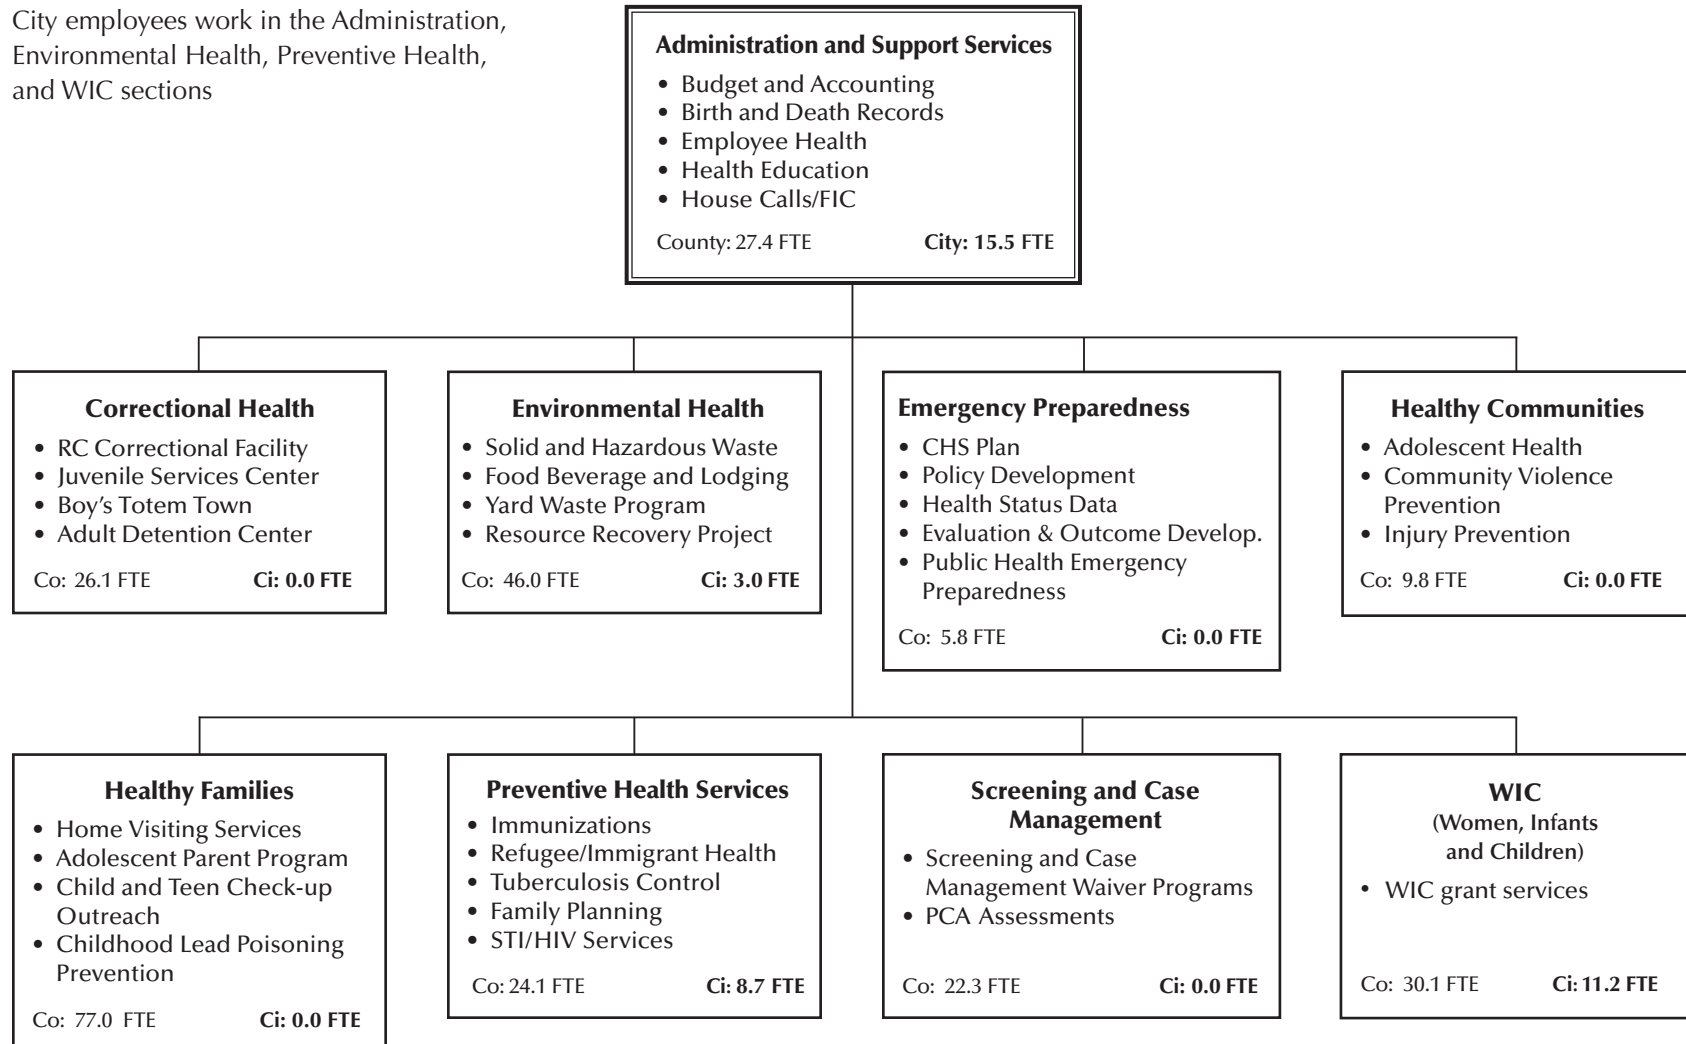 City employees work in the Administration,
Environmental Health, Preventive Health,
and WIC sections
Administration and Support Services
• Budget and Accounting
• Birth and Death Records
• Employee Health
• Health Education
• House Calls/FIC
County: 27.4 FTE City: 15.5 FTE
Correctional Health
• RC Correctional Facility
• Juvenile Services Center
• Boy's Totem Town
• Adult Detention Center
Co: 26.1 FTE Ci: 0.0 FTE
Environmental Health
• Solid and Hazardous Waste
• Food Beverage and Lodging
• Yard Waste Program
• Resource Recovery Project
Co: 46.0 FTE Ci: 3.0 FTE
Emergency Preparedness
• CHS Plan
• Policy Development
• Health Status Data
• Evaluation & Outcome Develop.
• Public Health Emergency
Preparedness
Co: 5.8 FTE Ci: 0.0 FTE
Healthy Communities
• Adolescent Health
• Community Violence
Prevention
• Injury Prevention
Co: 9.8 FTE Ci: 0.0 FTE
Healthy Families
• Home Visiting Services
• Adolescent Parent Program
• Child and Teen Check-up
Outreach
• Childhood Lead Poisoning
Prevention
Co: 77.0 FTE Ci: 0.0 FTE
Preventive Health Services
• Immunizations
• Refugee/Immigrant Health
• Tuberculosis Control
• Family Planning
• STI/HIV Services
Co: 24.1 FTE Ci: 8.7 FTE
Screening and Case
Management
• Screening and Case
Management Waiver Programs
• PCA Assessments
Co: 22.3 FTE Ci: 0.0 FTE
WIC
(Women, Infants
and Children)
• WIC grant services
Co: 30.1 FTE Ci: 11.2 FTE